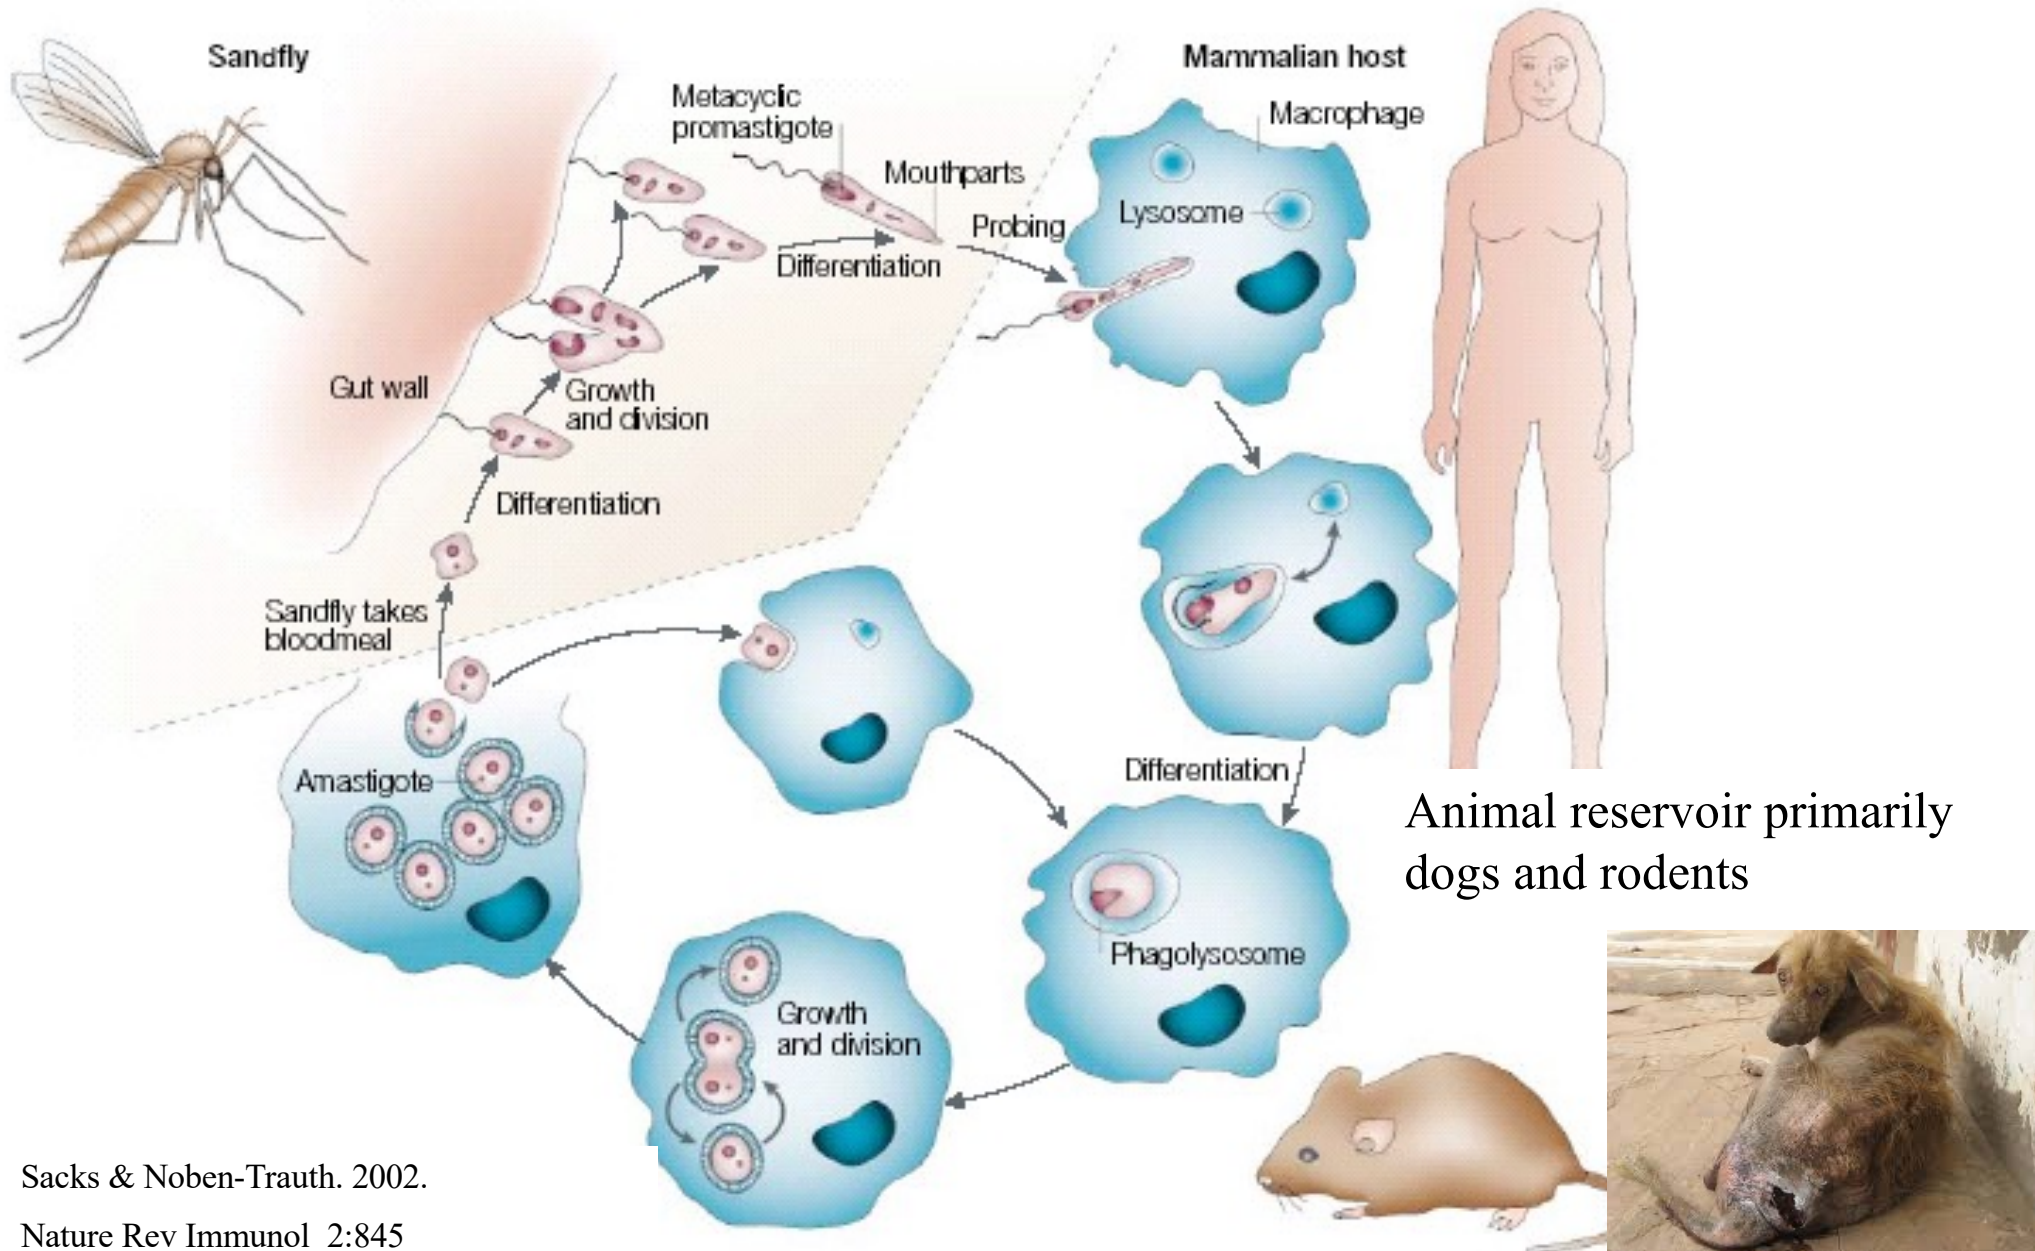 Sandfly
Mammalian host
Metacyclic
promastigote
Macrophage
Mouthparts
Lysosome
Probing
Differentiation
Gut wall
Growth
and division
Differentiation
Sandfly takes
bloodmeal
Amastigote
Differentiation
Animal reservoir primarily
dogs and rodents
Phagolysosome
Growth
and division
Sacks & Noben-Trauth. 2002.
Nature Rev Immunol 2:845